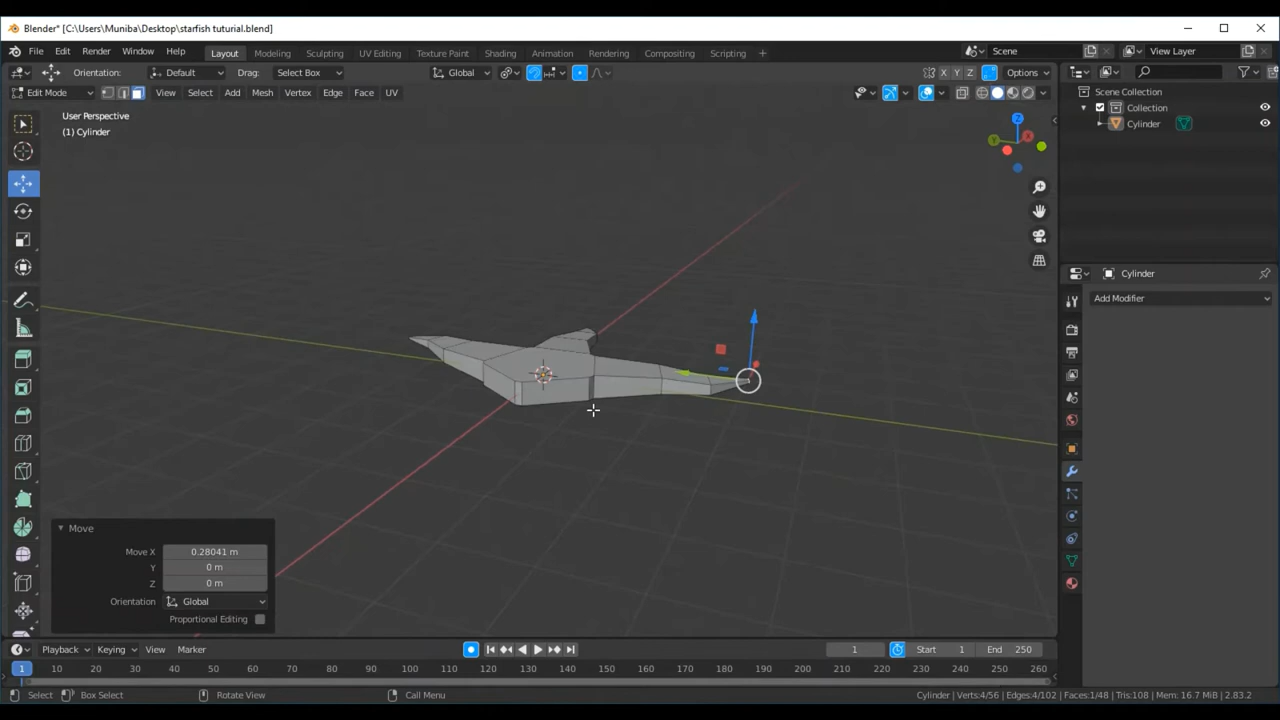 Blender* [C:\Users\Muniba\Desktop\starfish tuturial.blend]
File Edit Render Window Help Layout Modeling Sculpting UV Editing Texture Paint Shading Animation Rendering Compositing Scripting + Scene View Layer
Orientation: Default Drag: Select Box Global X Y Z Options
Edit Mode View Select Add Mesh Vertex Edge Face UV
Scene Collection
Collection
Cylinder
User Perspective
(1) Cylinder
Z
Y
X
Cylinder
Add Modifier
Move
Move X 0.28041 m
Y 0 m
Z 0 m
Orientation Global
Proportional Editing
Playback Keying View Marker 1 Start 1 End 250
1 10 20 30 40 50 60 70 80 90 100 110 120 130 140 150 160 170 180 190 200 210 220 230 240 250 260
Select Box Select Rotate View Call Menu Cylinder | Verts:4/56 | Edges:4/102 | Faces:1/48 | Tris:108 | Mem: 16.7 MiB | 2.83.2